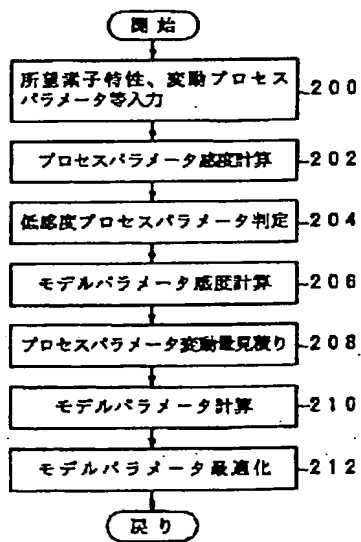 開始
所望素子特性、変動プロセス
パラメータ等入力
200
プロセスパラメータ感度計算
202
低感度プロセスパラメータ判定
204
モデルパラメータ感度計算
206
プロセスパラメータ変動量見積り
208
モデルパラメータ計算
210
モデルパラメータ最適化
212
戻り